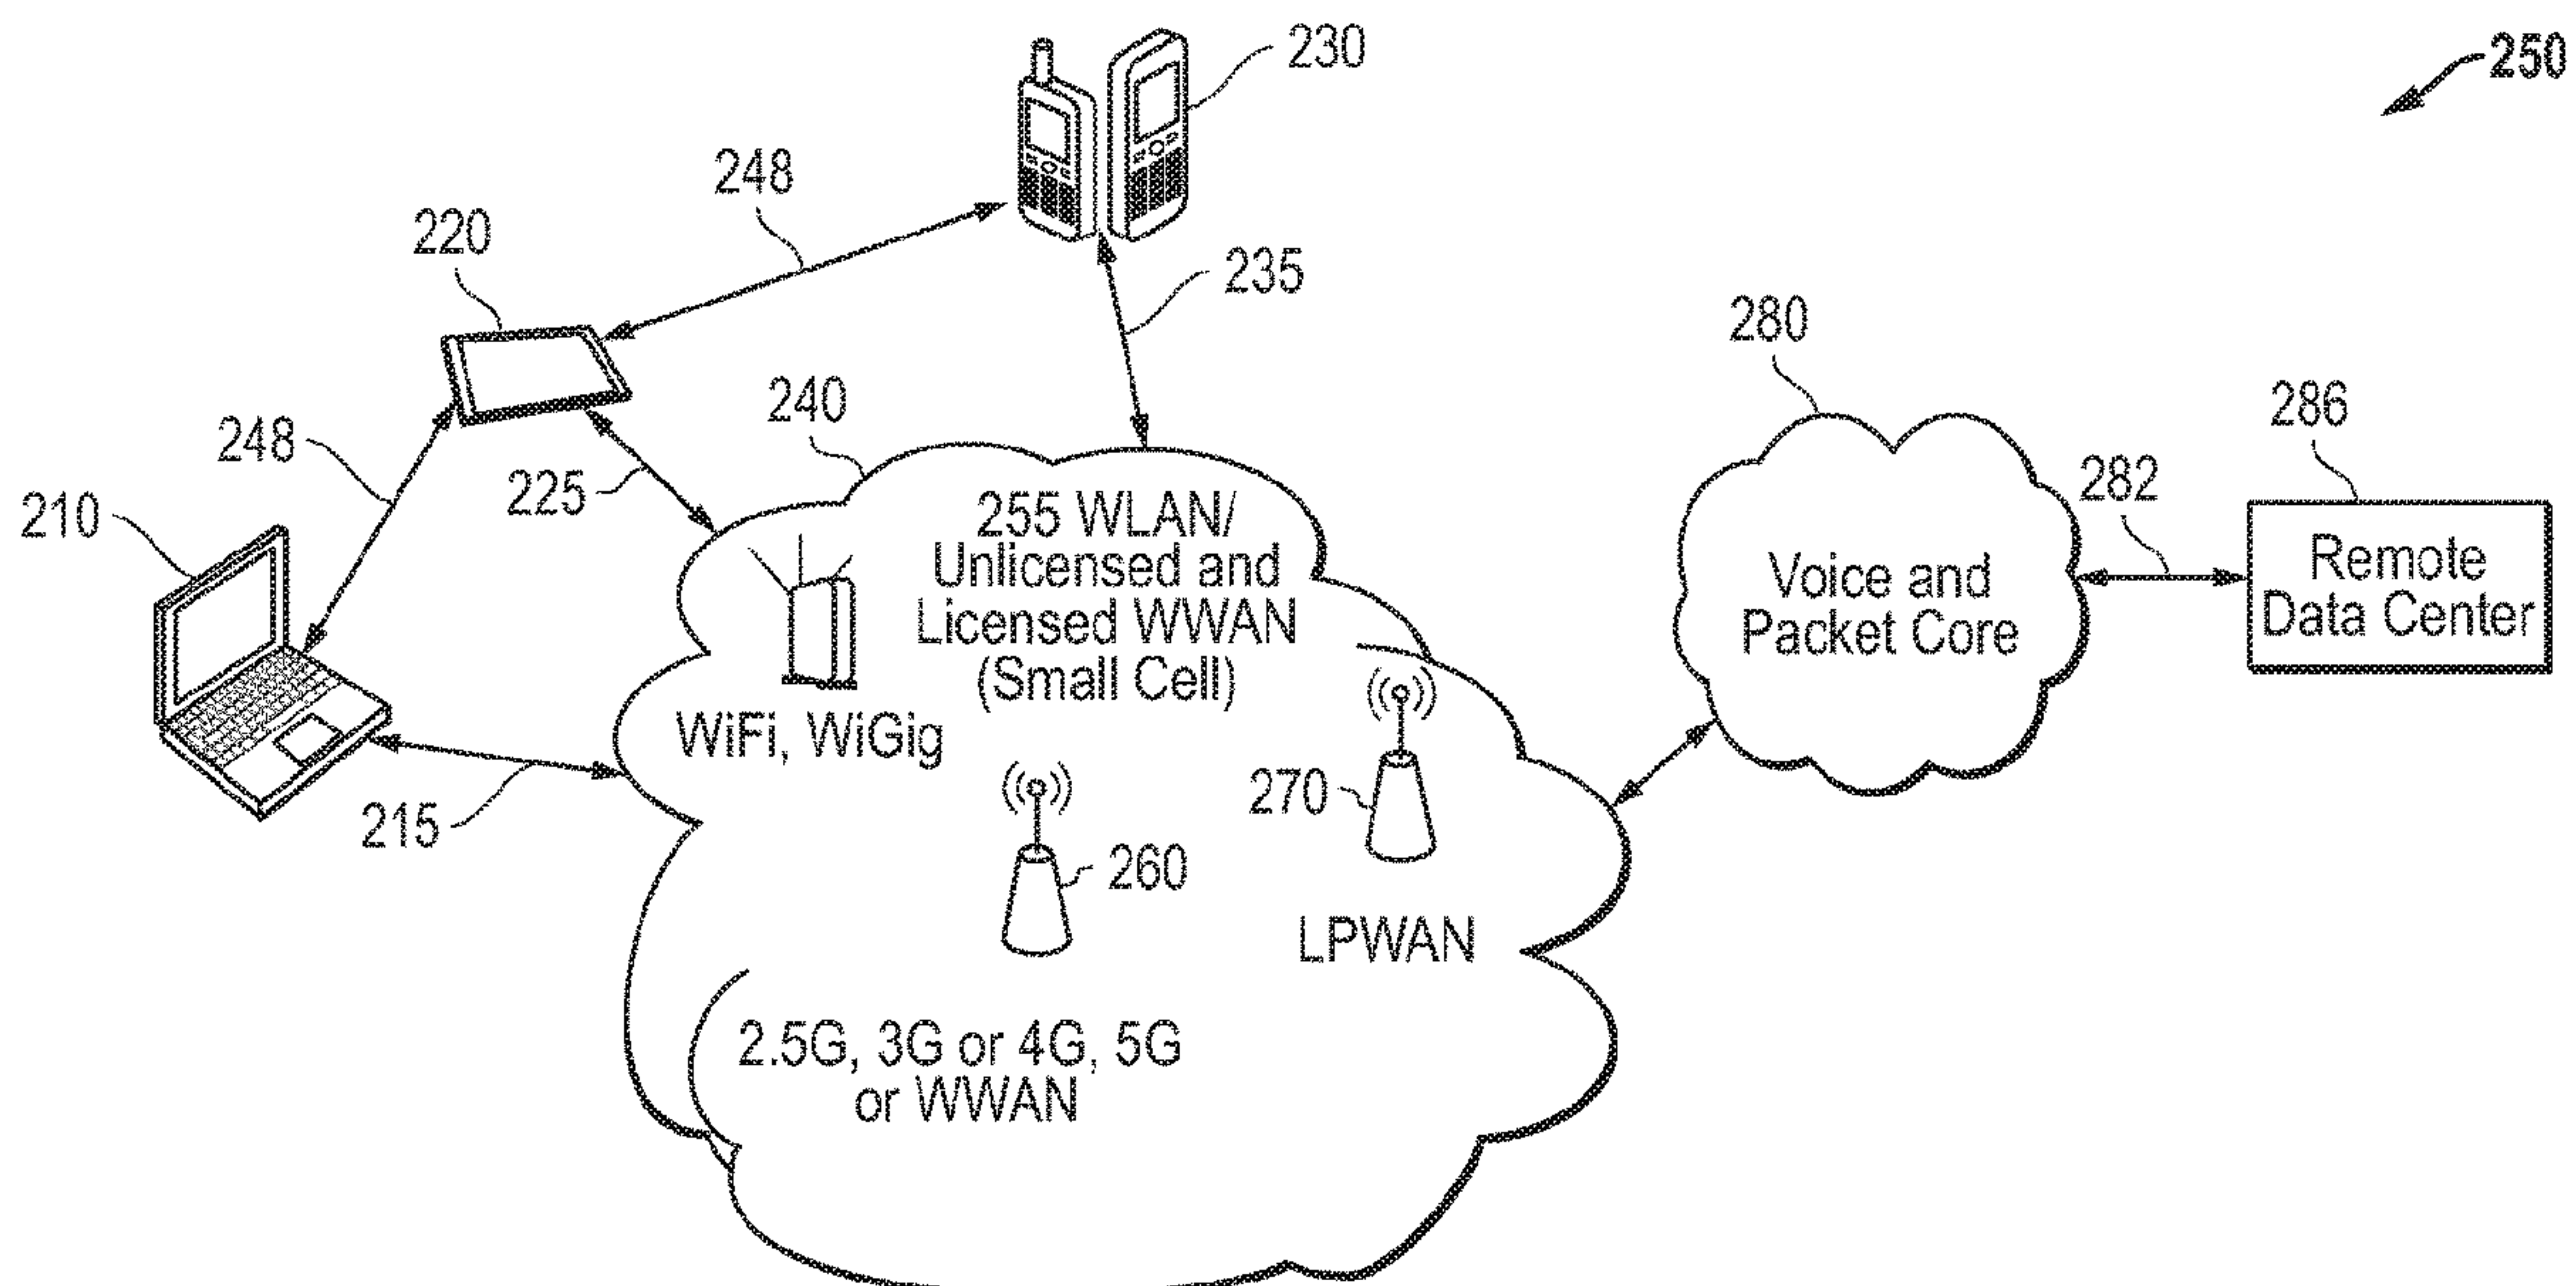 250
230
248
220
235
280
240
286
248
225
282
210
255 WLAN/
Unlicensed and
Licensed WWAN
(Small Cell)
Voice and
Packet Core
Remote
Data Center
WiFi, WiGig
215
270
260
LPWAN
2.5G, 3G or 4G, 5G
or WWAN